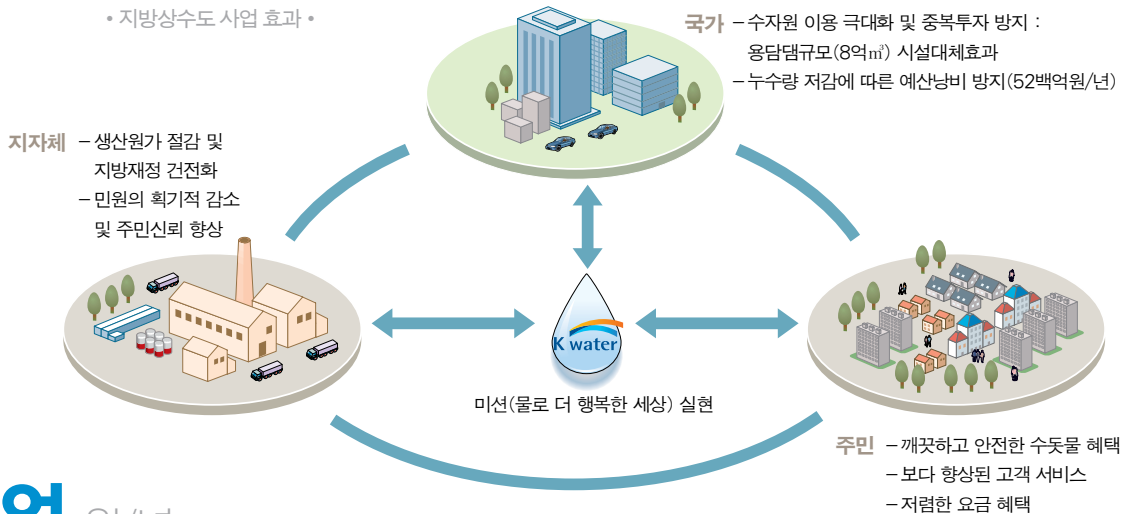 • 지방상수도 사업 효과 •
국가 – 수자원 이용 극대화 및 중복투자 방지 :
용담댐규모(8억㎥) 시설대체효과
– 누수량 저감에 따른 예산낭비 방지(52백억원/년)
지자체 – 생산원가 절감 및
지방재정 건전화
– 민원의 획기적 감소
및 주민신뢰 향상
K water
미션(물로 더 행복한 세상) 실현
주민 – 깨끗하고 안전한 수돗물 혜택
– 보다 향상된 고객 서비스
– 저렴한 요금 혜택